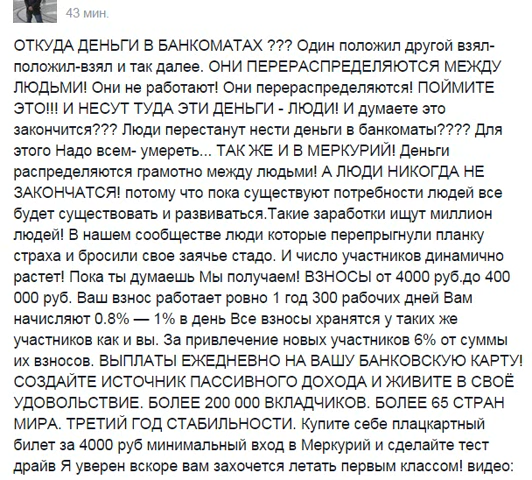 43 мин.
ОТКУДА ДЕНЬГИ В БАНКОМАТАХ ??? Один положил другой взял-
положил-взял и так далее. ОНИ ПЕРЕРАСПРЕДЕЛЯЮТСЯ МЕЖДУ
ЛЮДЬМИ! Они не работают! Они перераспределяются! ПОЙМИТЕ
ЭТО!!! И НЕСУТ ТУДА ЭТИ ДЕНЬГИ - ЛЮДИ! И думаете это
закончится??? Люди перестанут нести деньги в банкоматы???? Для
этого Надо всем- умереть... ТАК ЖЕ И В МЕРКУРИЙ! Деньги
распределяются грамотно между людьми! А ЛЮДИ НИКОГДА НЕ
ЗАКОНЧАТСЯ! потому что пока существуют потребности людей все
будет существовать и развиваться.Такие заработки ищут миллион
людей! В нашем сообществе люди которые перепрыгнули планку
страха и бросили свое заячье стадо. И число участников динамично
растет! Пока ты думаешь Мы получаем! ВЗНОСЫ от 4000 руб.до 400
000 руб. Ваш взнос работает ровно 1 год 300 рабочих дней Вам
начисляют 0.8% — 1% в день Все взносы хранятся у таких же
участников как и вы. За привлечение новых участников 6% от суммы
их взносов. ВЫПЛАТЫ ЕЖЕДНЕВНО НА ВАШУ БАНКОВСКУЮ КАРТУ!
СОЗДАЙТЕ ИСТОЧНИК ПАССИВНОГО ДОХОДА И ЖИВИТЕ В СВОЁ
УДОВОЛЬСТВИЕ. БОЛЕЕ 200 000 ВКЛАДЧИКОВ. БОЛЕЕ 65 СТРАН
МИРА. ТРЕТИЙ ГОД СТАБИЛЬНОСТИ. Купите себе плацкартный
билет за 4000 руб минимальный вход в Меркурий и сделайте тест
драйв Я уверен вскоре вам захочется летать первым классом! видео: